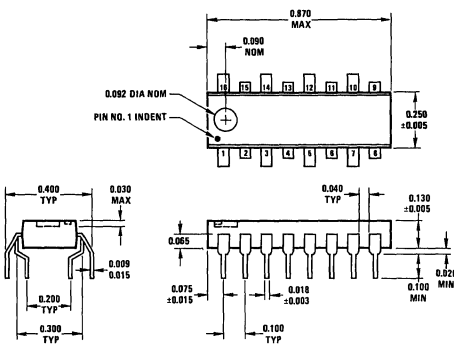 0.870
MAX
0.090
NOM
16 15 14 13 12 11 10 9
0.092 DIA NOM
PIN NO. 1 INDENT
0.250
±0.005
1 2 3 4 5 6 7 8
0.400
TYP
0.030
MAX
0.040
TYP
0.130
±0.005
0.065
0.009
0.015
0.020
MIN
0.100
MIN
0.075
±0.015
0.018
±0.003
0.200
TYP
0.300
TYP
0.100
TYP